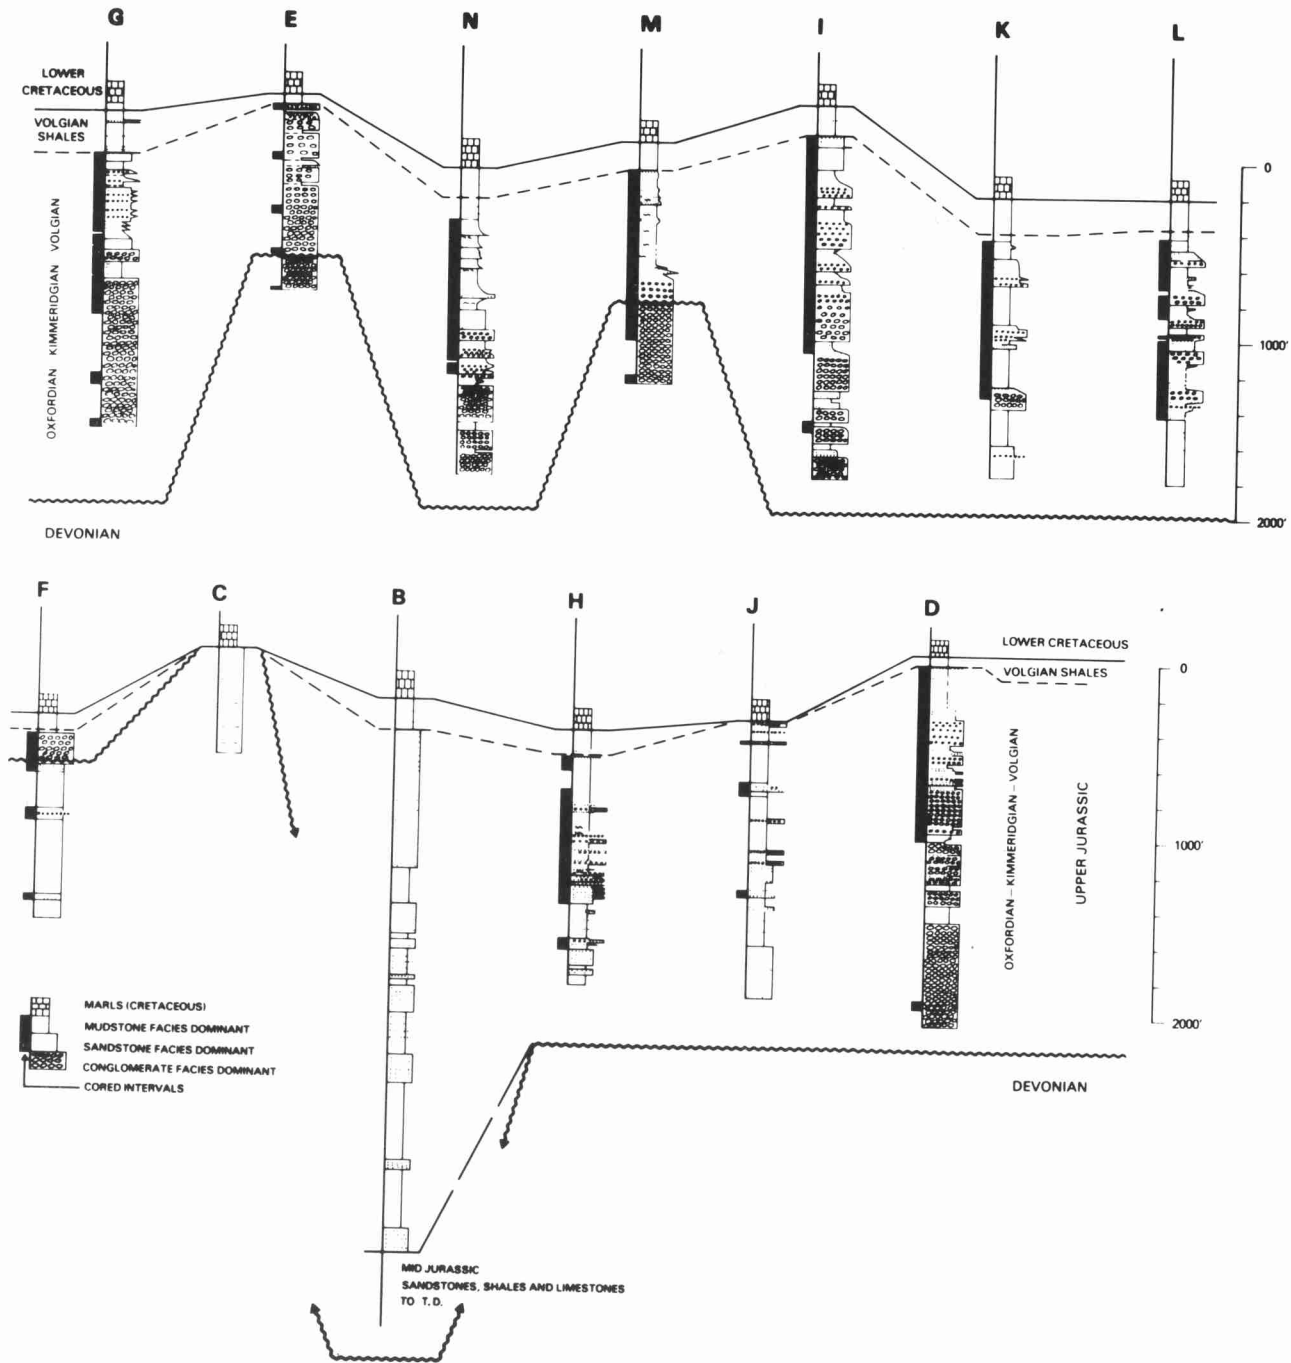 G E N M I K L
LOWER
CRETACEOUS
VOLGIAN
SHALES
OXFORDIAN KIMMERIDGIAN VOLGIAN
DEVONIAN
0
1000'
2000'
F C B H J D
LOWER CRETACEOUS
VOLGIAN SHALES
0
OXFORDIAN – KIMMERIDGIAN – VOLGIAN
UPPER JURASSIC
1000'
2000'
DEVONIAN
MARLS (CRETACEOUS)
MUDSTONE FACIES DOMINANT
SANDSTONE FACIES DOMINANT
CONGLOMERATE FACIES DOMINANT
CORED INTERVALS
MID JURASSIC
SANDSTONES, SHALES AND LIMESTONES
TO T.D.